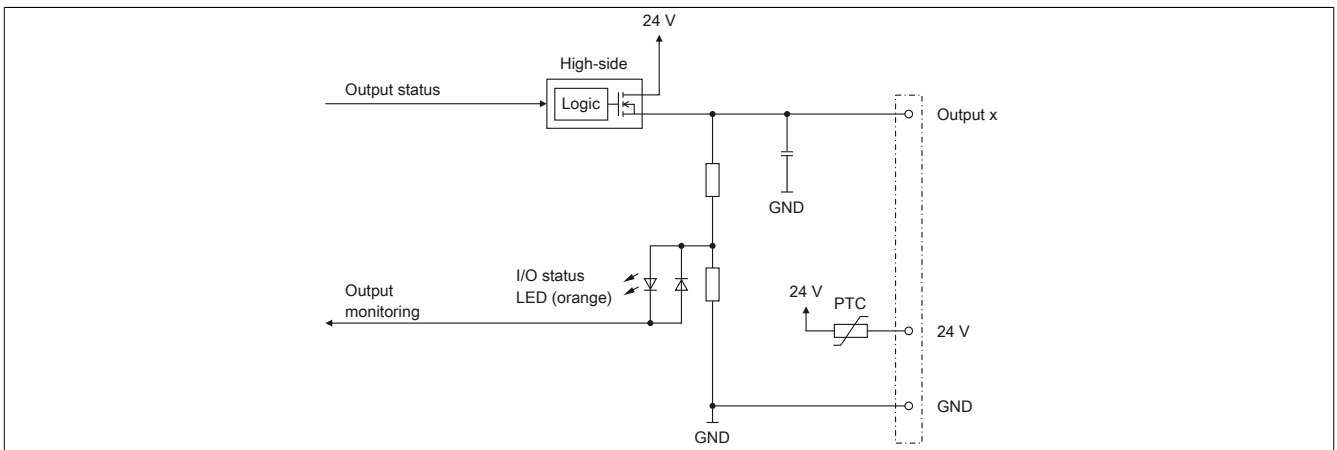 24 V
High-side
Output status
Logic
Output x
GND
I/O status
LED (orange)
Output
monitoring
24 V
PTC
24 V
GND
GND